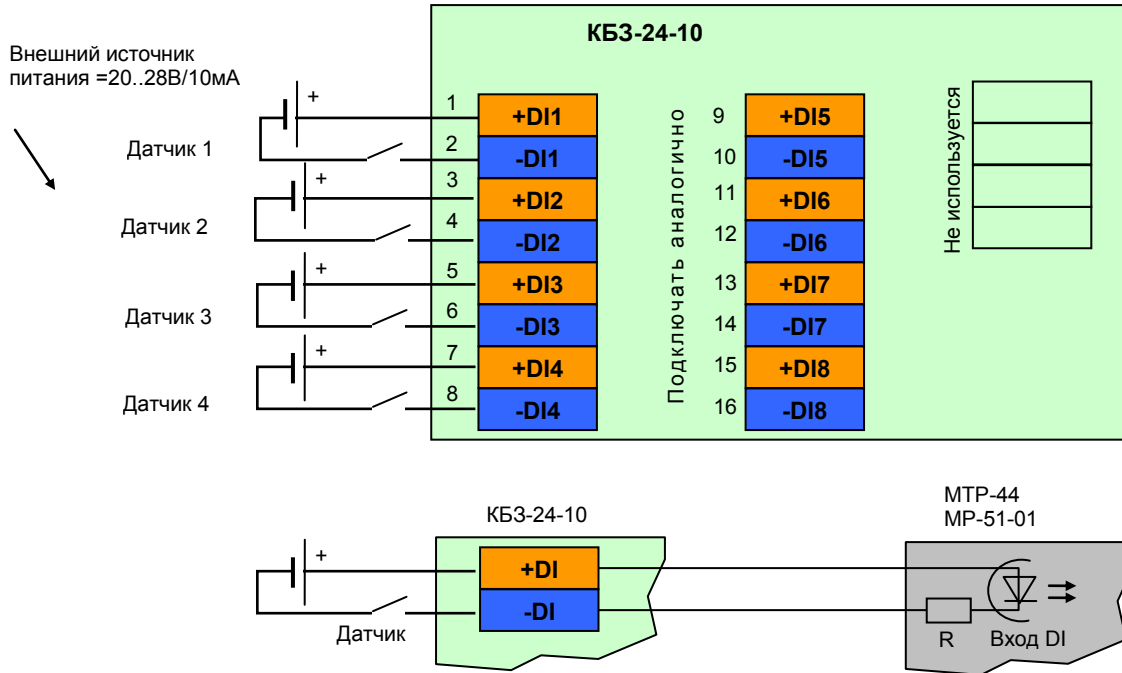 КБЗ-24-10
Внешний источник
питания =20..28В/10мА
+
1
+DI1
9
+DI5
Датчик 1
2
-DI1
10
-DI5
+
3
+DI2
11
+DI6
Датчик 2
4
-DI2
12
-DI6
+
5
+DI3
13
+DI7
Датчик 3
6
-DI3
14
-DI7
+
7
+DI4
15
+DI8
Датчик 4
8
-DI4
16
-DI8
Подключать аналогично
Не используется
КБЗ-24-10
МТР-44
МР-51-01
+
+DI
-DI
Датчик
R
Вход DI